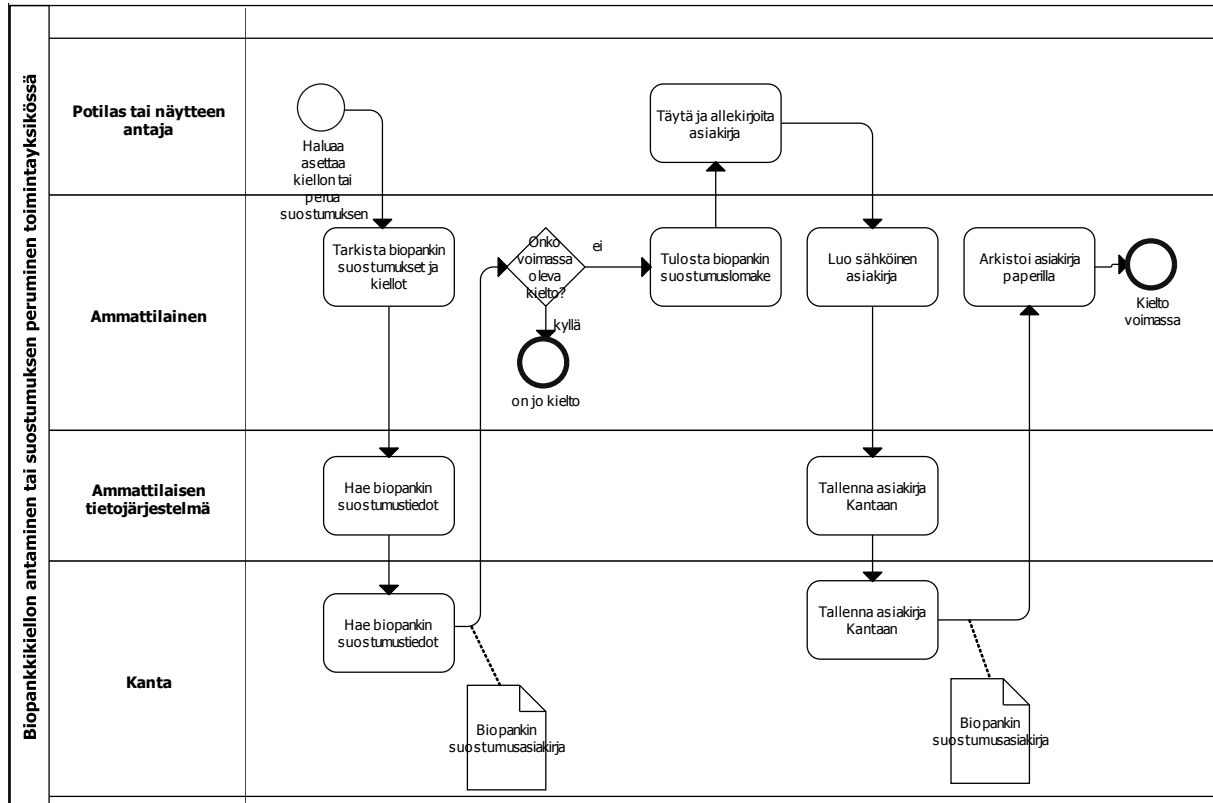 Biopankkikiellon antaminen tai suostumuksen peruminen toimintayksikössä
Potilas tai näytteen
antaja
Haluaa
asettaa
kiellon tai
perua
suostumuksen
Täytä ja allekirjoita
asiakirja
Ammattilainen
Tarkista biopankin
suostumukset ja
kiellot
Onko
voimassa
oleva
kielto?
ei
kyllä
on jo kielto
Tulosta biopankin
suostumuslomake
Luo sähköinen
asiakirja
Arkistoi asiakirja
paperilla
Kielto
voimassa
Ammattilaisen
tietojärjestelmä
Hae biopankin
suostumustiedot
Tallenna asiakirja
Kantaan
Kanta
Hae biopankin
suostumustiedot
Biopankin
suostumusasiakirja
Tallenna asiakirja
Kantaan
Biopankin
suostumusasiakirja